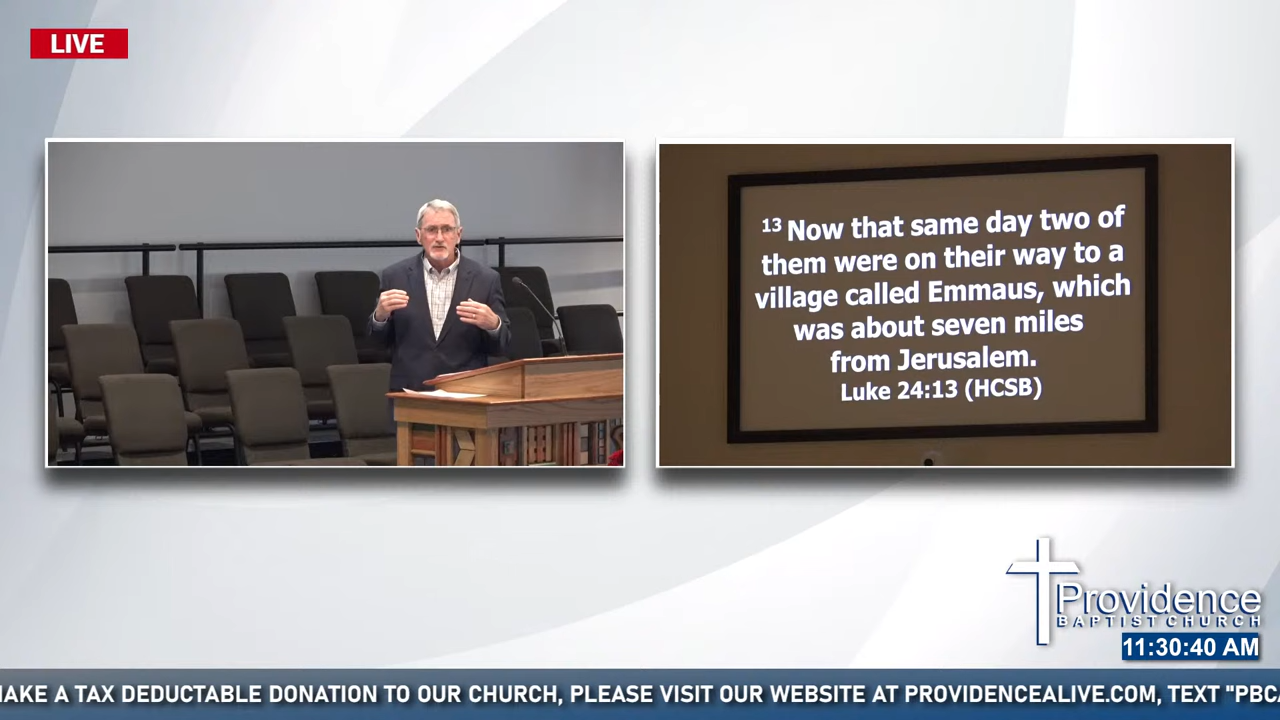 LIVE
13 Now that same day two of
them were on their way to a
village called Emmaus, which
was about seven miles
from Jerusalem.
Luke 24:13 (HCSB)
Providence
BAPTIST CHURCH
11:30:40 AM
MAKE A TAX DEDUCTABLE DONATION TO OUR CHURCH, PLEASE VISIT OUR WEBSITE AT PROVIDENCEALIVE.COM, TEXT "PBCA